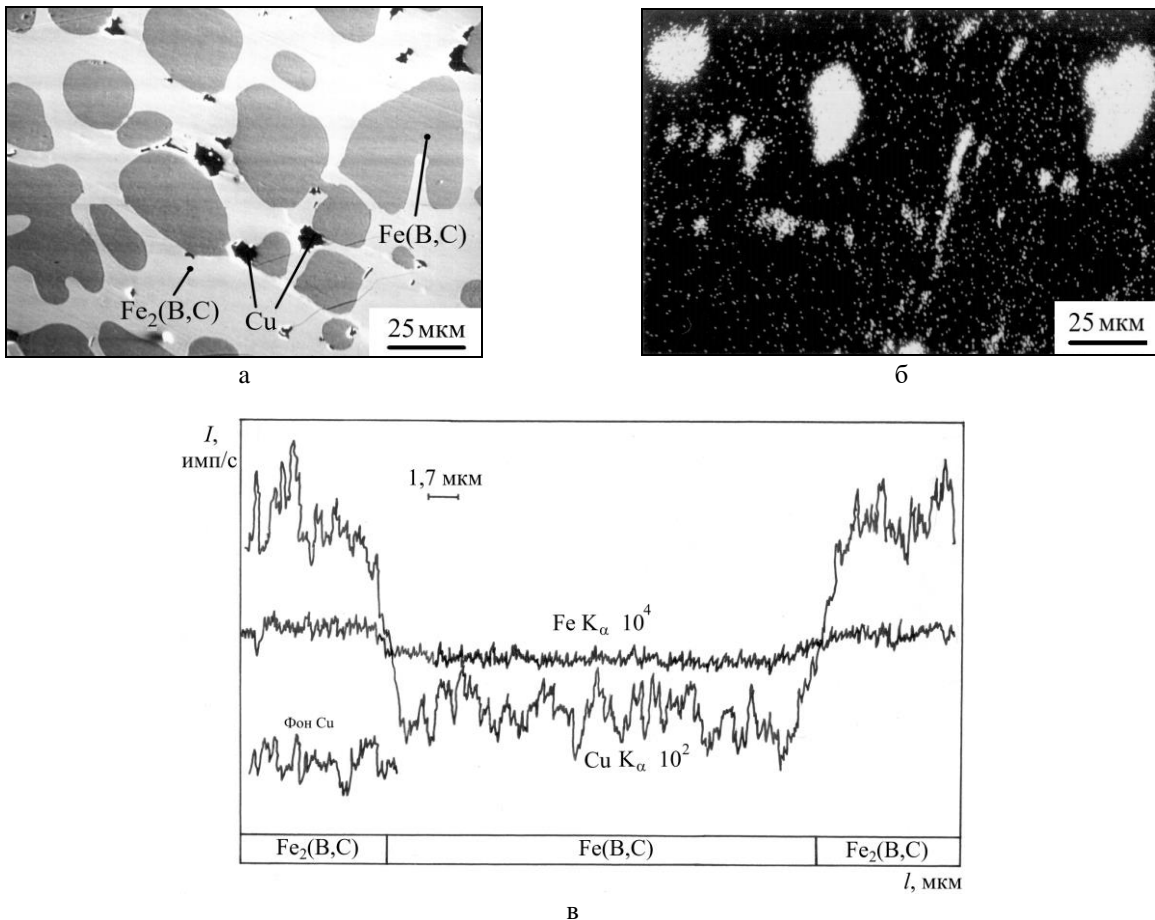 Fe(B,C)
Fe₂(B,C)
Cu
25 мкм
а
25 мкм
б
I,
имп/с
1,7 мкм
Fe Kα 10⁴
Фон Cu
Cu Kα 10²
Fe₂(B,C)
Fe(B,C)
Fe₂(B,C)
l, мкм
в